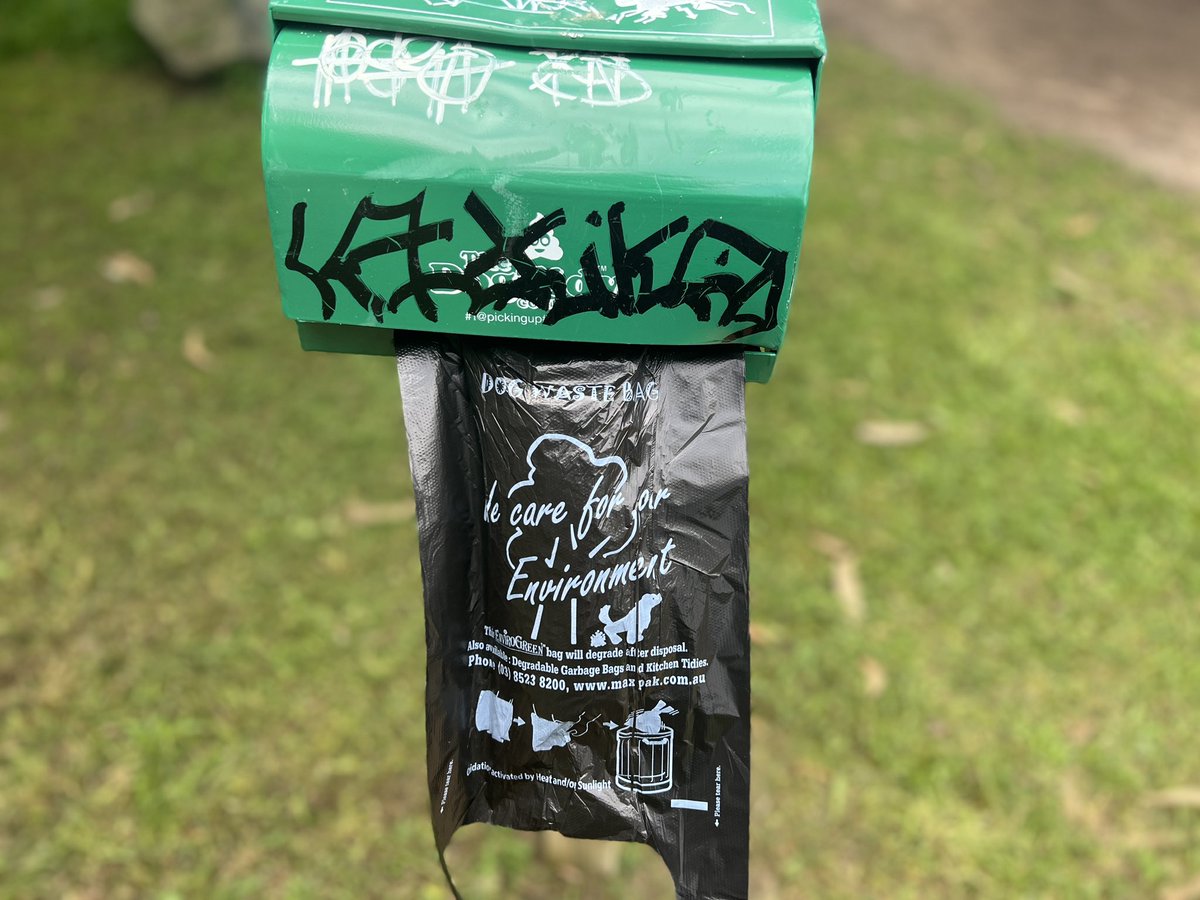 #1@pickingup
DOG WASTE BAG
We care for our
Environment
This ENVIROGREEN bag will degrade after disposal.
Also available: Degradable Garbage Bags and Kitchen Tidies.
Phone (03) 8523 8200, www.maxpak.com.au
activated by Heat and/or Sunlight
Please tear here.
Please tear here.